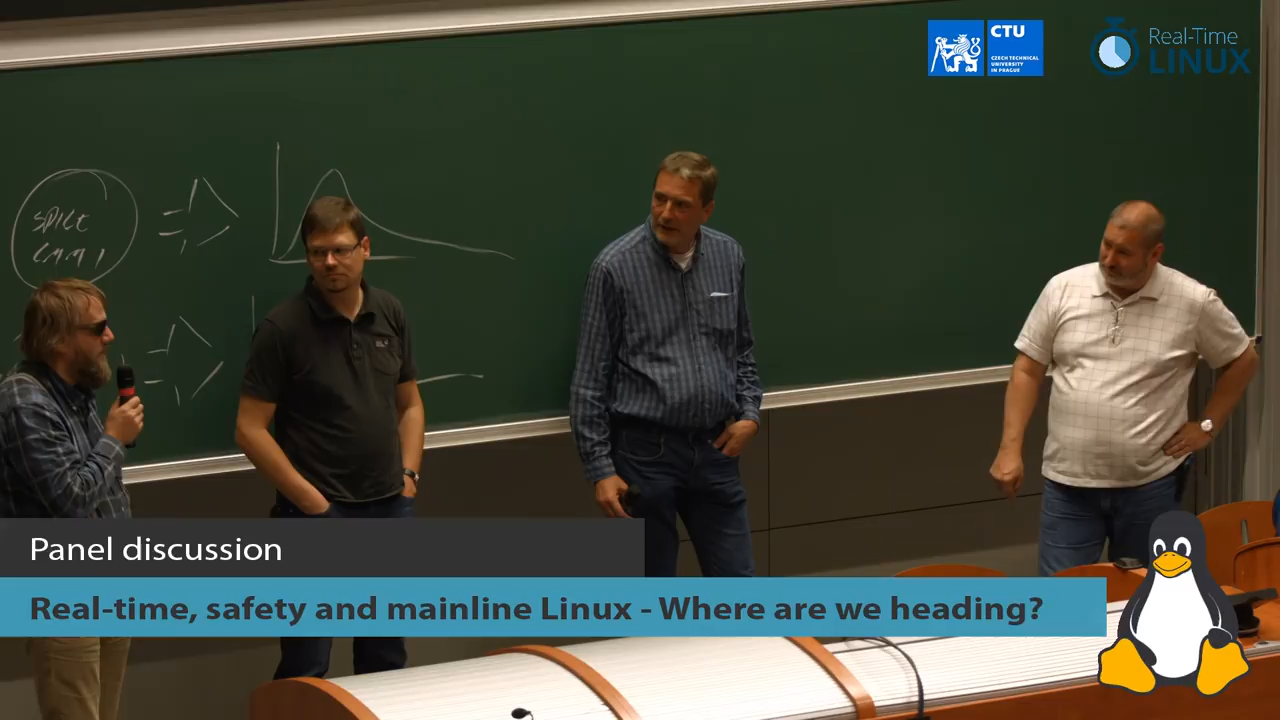 CTU
CZECH TECHNICAL
UNIVERSITY
IN PRAGUE
Real-Time
LINUX
Panel discussion
Real-time, safety and mainline Linux - Where are we heading?